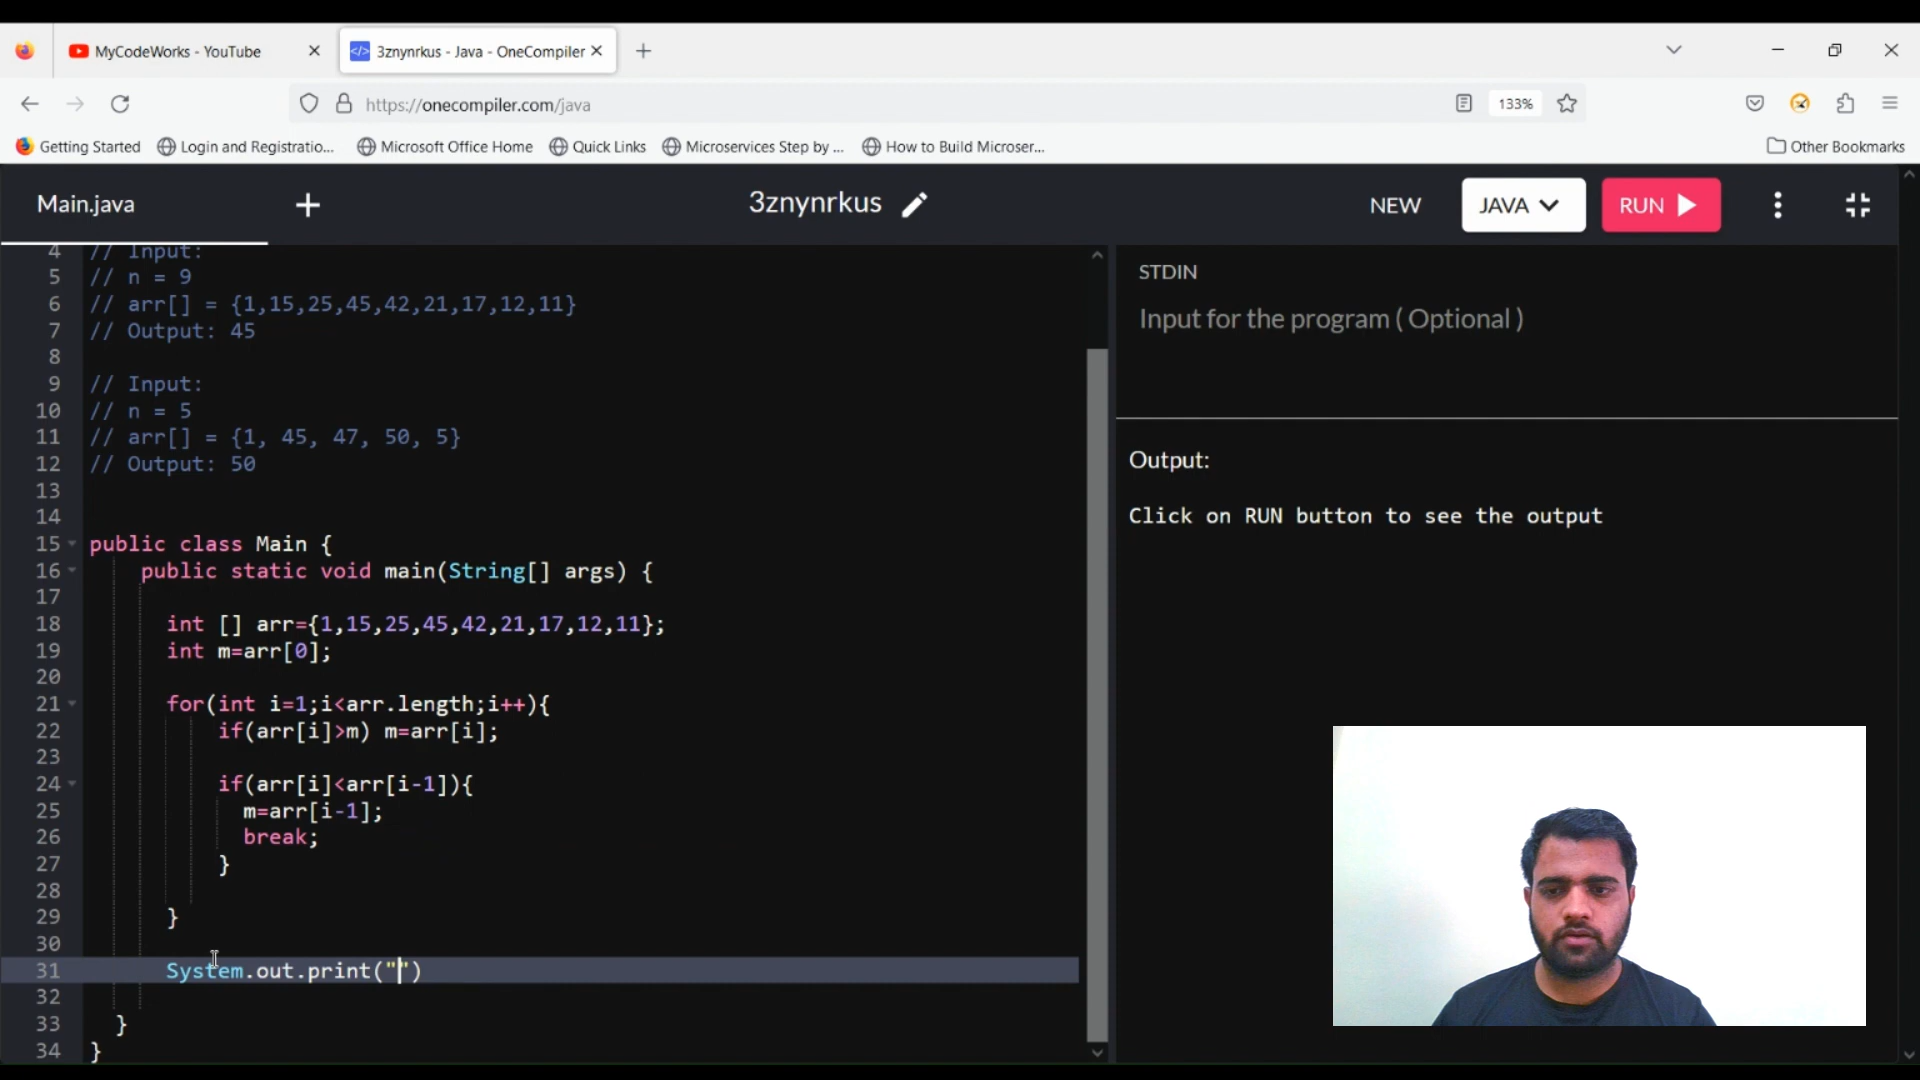 MyCodeWorks - YouTube
3znynrkus - Java - OneCompiler
https://onecompiler.com/java
133%
Getting Started
Login and Registratio...
Microsoft Office Home
Quick Links
Microservices Step by ...
How to Build Microser...
Other Bookmarks
Main.java
3znynrkus
NEW
JAVA
RUN
4 // Input:
5 // n = 9
6 // arr[] = {1,15,25,45,42,21,17,12,11}
7 // Output: 45
8
9 // Input:
10 // n = 5
11 // arr[] = {1, 45, 47, 50, 5}
12 // Output: 50
13
14
15 public class Main {
16 public static void main(String[] args) {
17
18 int [] arr={1,15,25,45,42,21,17,12,11};
19 int m=arr[0];
20
21 for(int i=1;i<arr.length;i++){
22 if(arr[i]>m) m=arr[i];
23
24 if(arr[i]<arr[i-1]){
25 m=arr[i-1];
26 break;
27 }
28
29 }
30
31 System.out.print("")
32
33 }
34 }
STDIN
Input for the program ( Optional )
Output:
Click on RUN button to see the output